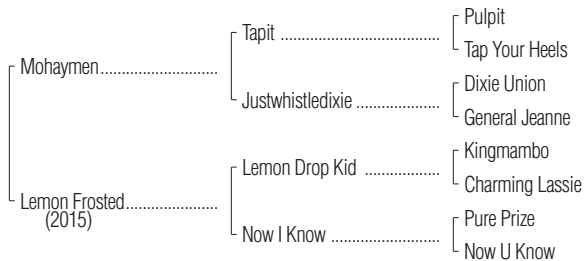 Pulpit
Tapit
Tap Your Heels
Mohaymen
Dixie Union
Justwhistledixie
General Jeanne
Kingmambo
Lemon Drop Kid
Charming Lassie
Lemon Frosted
(2015)
Pure Prize
Now I Know
Now U Know